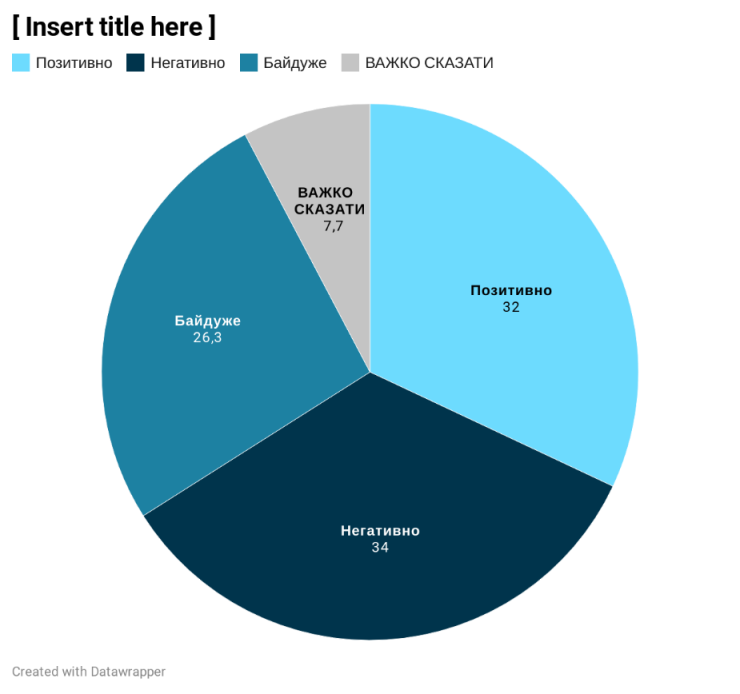 [ Insert title here ]
Позитивно Негативно Байдуже ВАЖКО СКАЗАТИ
ВАЖКО
СКАЗАТИ
7,7
Позитивно
32
Байдуже
26,3
Негативно
34
Created with Datawrapper